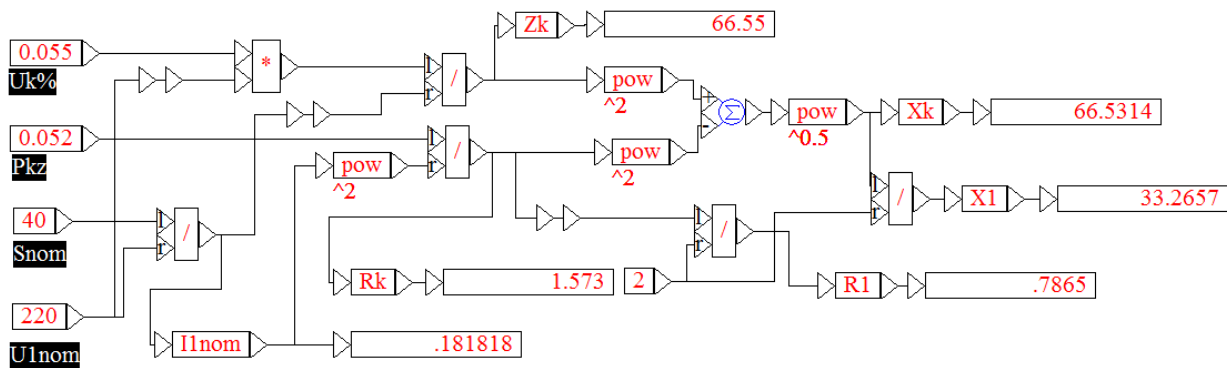 Zk 66.55
0.055 * l / r
Uk%
pow
^2
+ Σ -
pow
^0.5
Xk 66.5314
0.052 l / r
Pkz
pow
^2
pow
^2
l / r
X1 33.2657
40 l / r
Snom
l / r
Rk 1.573
2
R1 .7865
220
U1nom
I1nom .181818